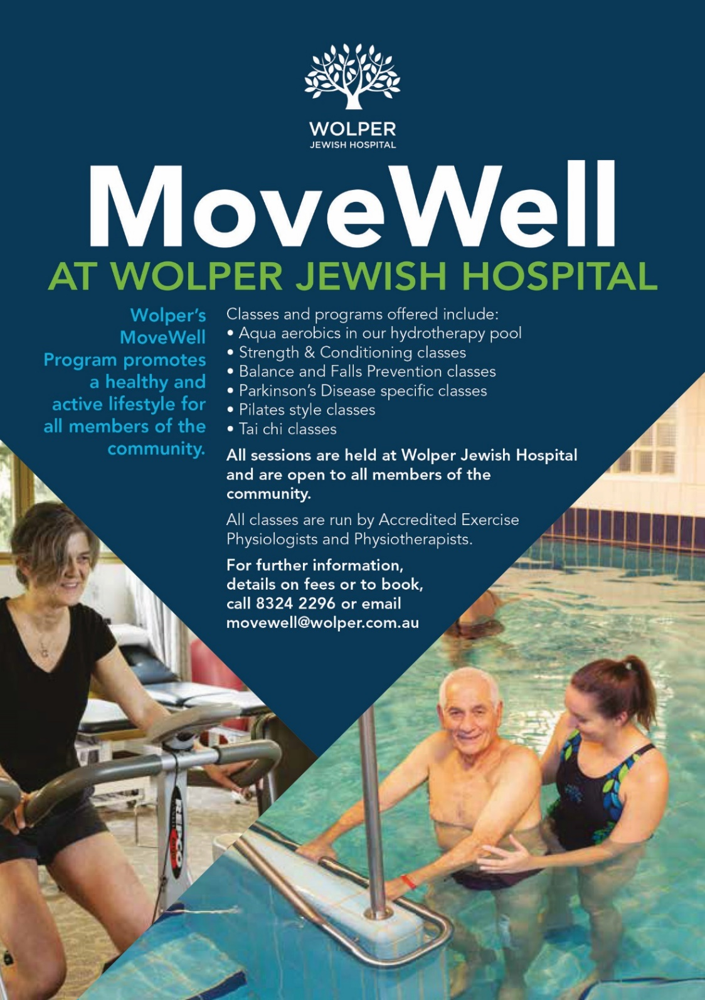 WOLPER
JEWISH HOSPITAL
MoveWell
AT WOLPER JEWISH HOSPITAL
Wolper's
MoveWell
Program promotes
a healthy and
active lifestyle for
all members of the
community.
Classes and programs offered include:
• Aqua aerobics in our hydrotherapy pool
• Strength & Conditioning classes
• Balance and Falls Prevention classes
• Parkinson's Disease specific classes
• Pilates style classes
• Tai chi classes
All sessions are held at Wolper Jewish Hospital
and are open to all members of the
community.
All classes are run by Accredited Exercise
Physiologists and Physiotherapists.
For further information,
details on fees or to book,
call 8324 2296 or email
movewell@wolper.com.au
REPCO